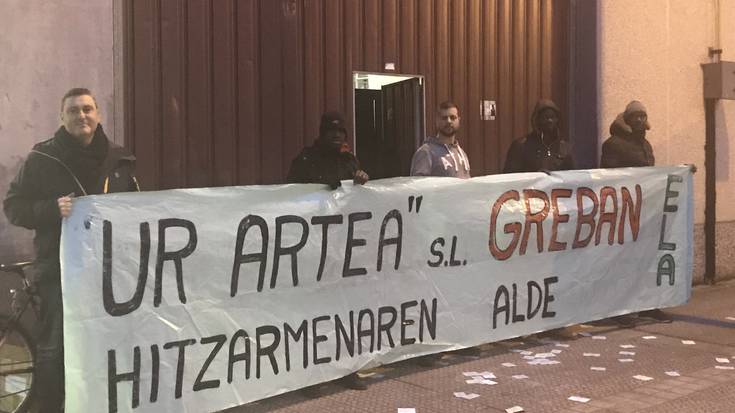 "UR ARTEA" S.L. GREBAN
HITZARMENAREN ALDE
ELA